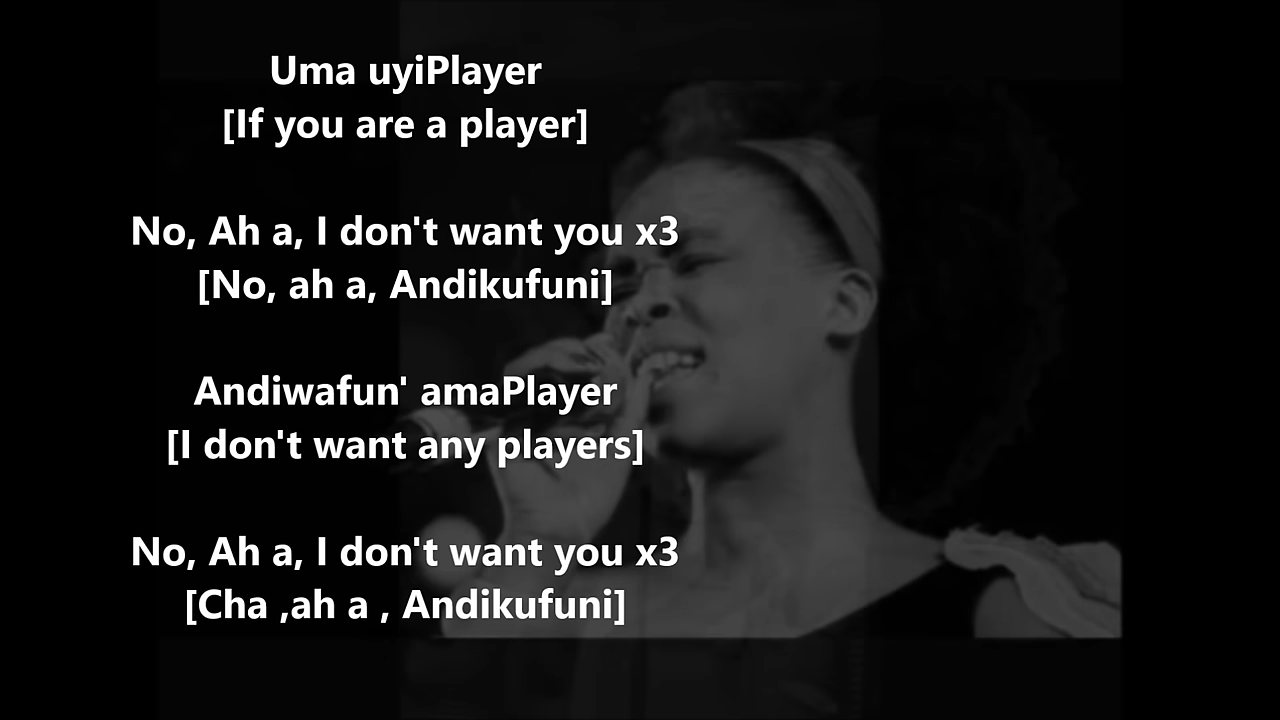 Uma uyiPlayer
[If you are a player]
No, Ah a, I don't want you x3
[No, ah a, Andikufuni]
Andiwafun' amaPlayer
[I don't want any players]
No, Ah a, I don't want you x3
[Cha ,ah a , Andikufuni]